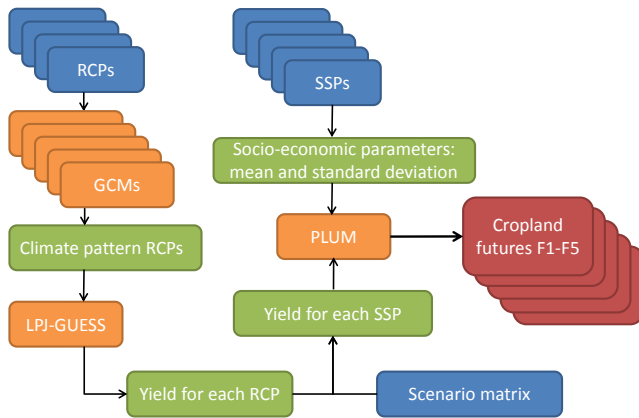 RCPs
GCMs
Climate pattern RCPs
LPJ-GUESS
Yield for each RCP
SSPs
Socio-economic parameters:
mean and standard deviation
PLUM
Yield for each SSP
Scenario matrix
Cropland
futures F1-F5